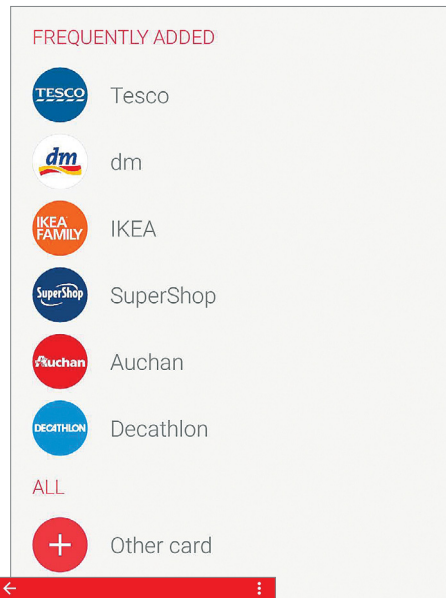 FREQUENTLY ADDED
TESCO
Tesco
dm
dm
IKEA
FAMILY
IKEA
SuperShop
SuperShop
Auchan
Auchan
DECATHLON
Decathlon
ALL
+
Other card